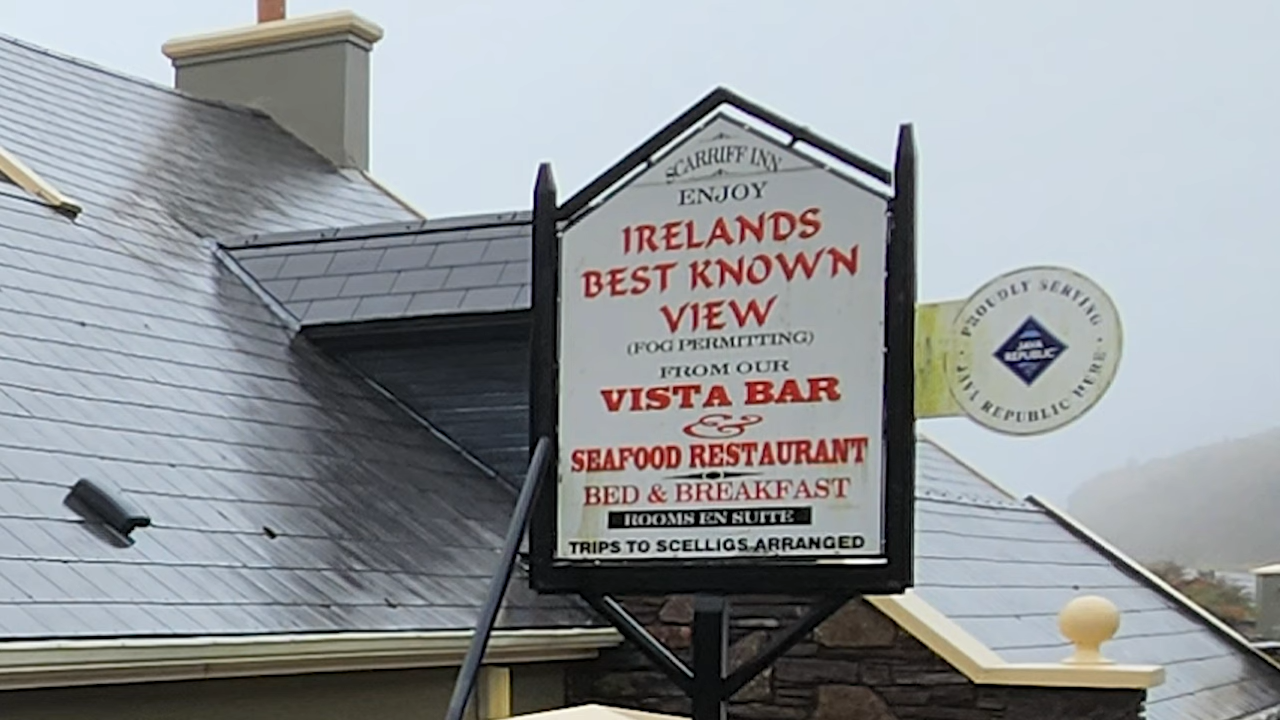 SCARRIFF INN
ENJOY
IRELANDS
BEST KNOWN
VIEW
(FOG PERMITTING)
FROM OUR
VISTA BAR
&
SEAFOOD RESTAURANT
BED & BREAKFAST
ROOMS EN SUITE
TRIPS TO SCELLIGS ARRANGED
PROUDLY SERVING
JAVA
REPUBLIC
JAVA REPUBLIC PURE